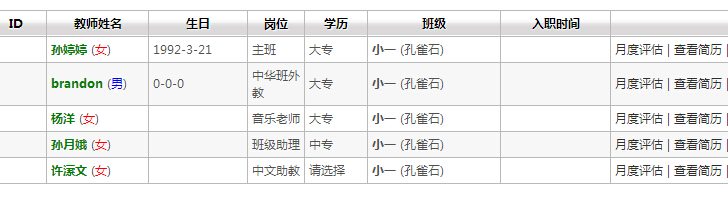 ID 教师姓名 生日 岗位 学历 班级 入职时间
孙婷婷 (女) 1992-3-21 主班 大专 小一 (孔雀石) 月度评估 | 查看简历 |
brandon (男) 0-0-0 中华班外教 大专 小一 (孔雀石) 月度评估 | 查看简历 |
杨洋 (女) 音乐老师 大专 小一 (孔雀石) 月度评估 | 查看简历 |
孙月娥 (女) 班级助理 中专 小一 (孔雀石) 月度评估 | 查看简历 |
许溹文 (女) 中文助教 请选择 小一 (孔雀石) 月度评估 | 查看简历 |